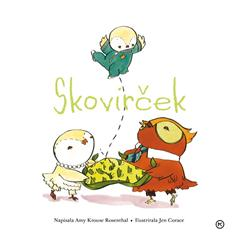 Skovirček
Napisala Amy Krouse Rosenthal • Ilustrirala Jen Corace